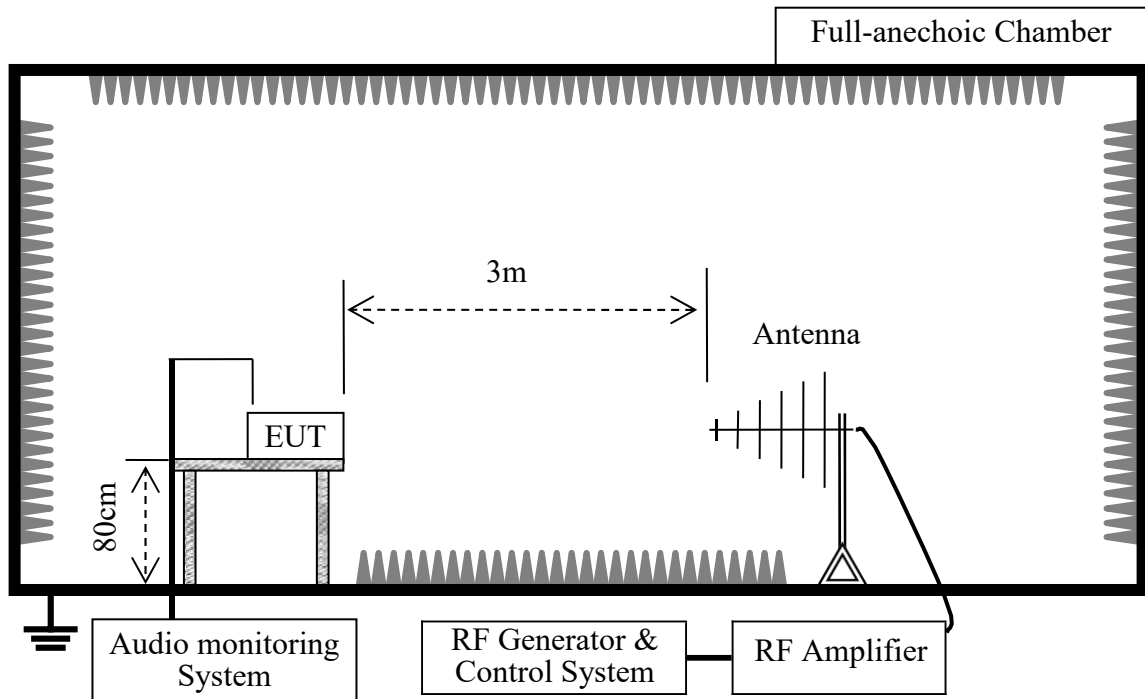 Full-anechoic Chamber
3m
Antenna
EUT
80cm
Audio monitoring
System
RF Generator &
Control System
RF Amplifier